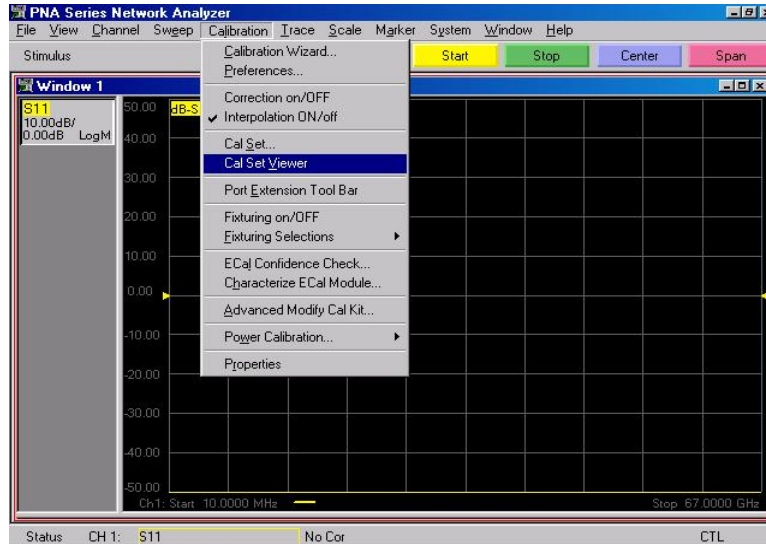 PNA Series Network Analyzer
File View Channel Sweep Calibration Trace Scale Marker System Window Help
Stimulus
Start Stop Center Span
Calibration Wizard...
Preferences...
Correction on/OFF
Interpolation ON/off
Cal Set...
Cal Set Viewer
Port Extension Tool Bar
Fixturing on/OFF
Fixturing Selections
ECal Confidence Check...
Characterize ECal Module...
Advanced Modify Cal Kit...
Power Calibration...
Properties
Window 1
S11
10.00dB/
0.00dB LogM
50.00 dB-S
40.00
30.00
20.00
10.00
0.00
-10.00
-20.00
-30.00
-40.00
-50.00
Ch1: Start 10.0000 MHz
Stop 67.0000 GHz
Status CH 1: S11 No Cor CTL